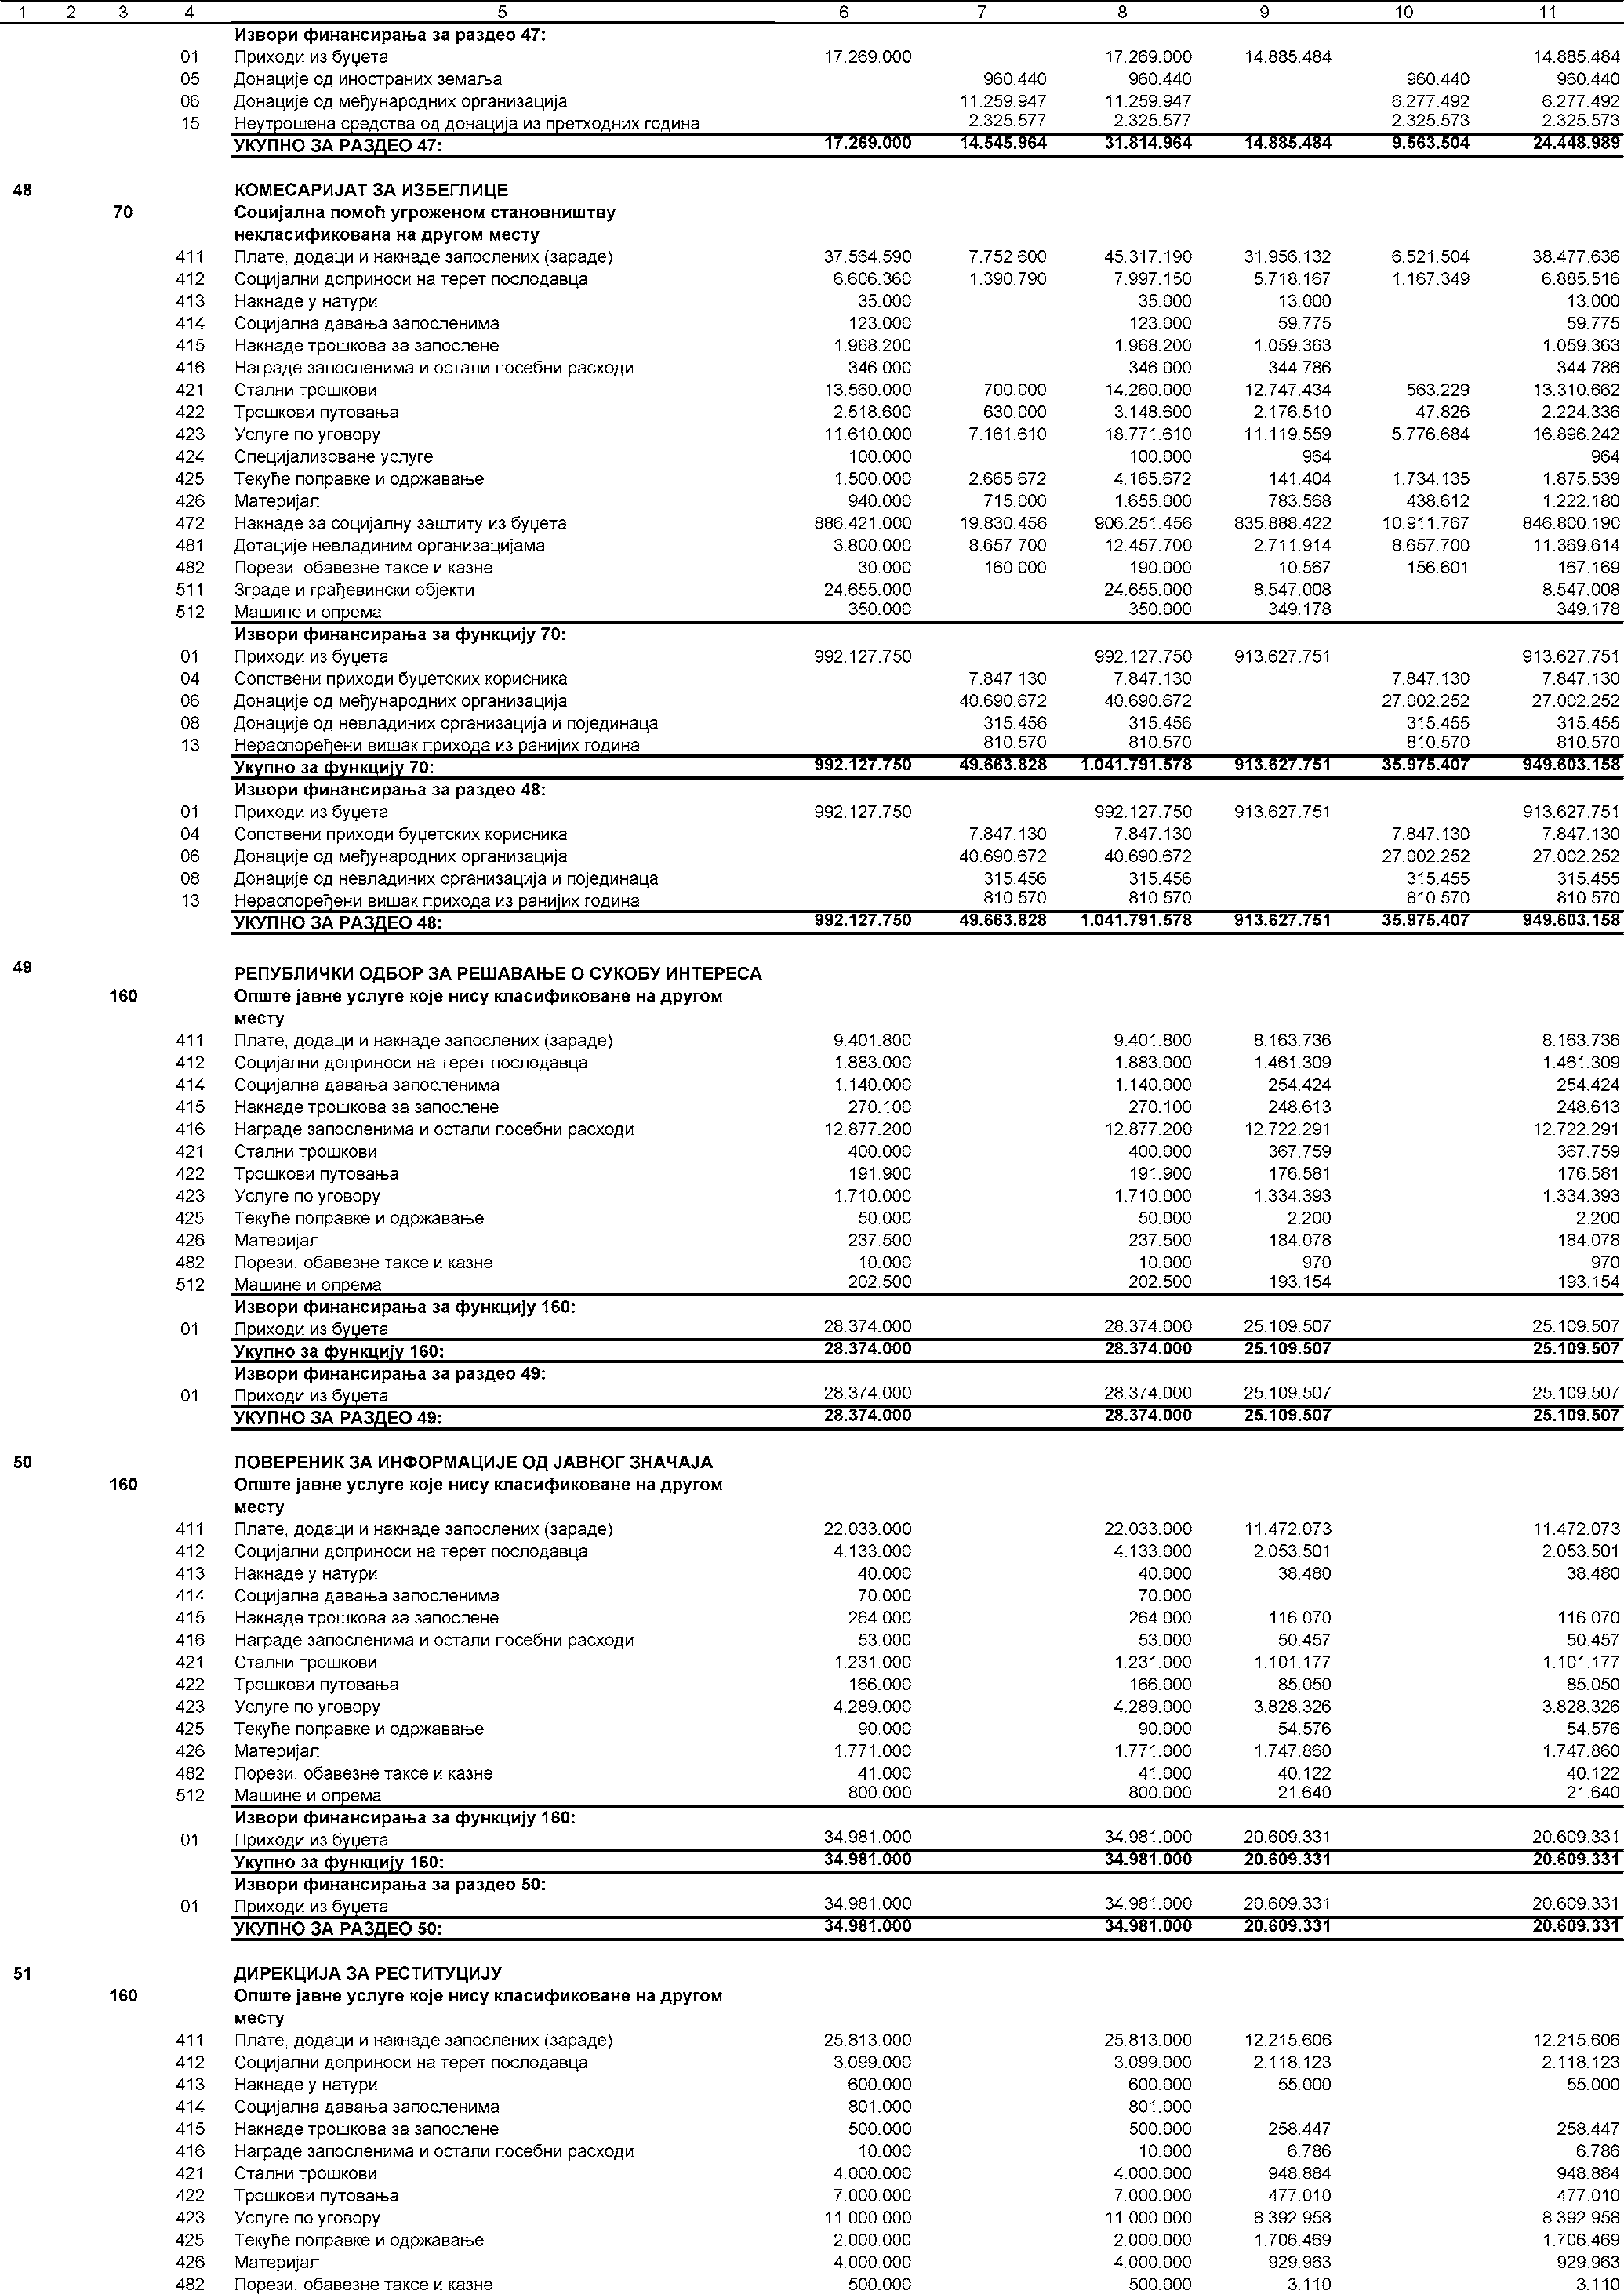 1 2 3 4 5 6 7 8 9 10 11
Извори финансирања за раздео 47:
01 Приходи из буџета 17.269.000 17.269.000 14.885.484 14.885.484
05 Донације од иностраних земаља 960.440 960.440 960.440 960.440
06 Донације од међународних организација 11.259.947 11.259.947 6.277.492 6.277.492
15 Неутрошена средства од донација из претходних година 2.325.577 2.325.577 2.325.573 2.325.573
УКУПНО ЗА РАЗДЕО 47: 17.269.000 14.545.964 31.814.964 14.885.484 9.563.504 24.448.989
48 КОМЕСАРИЈАТ ЗА ИЗБЕГЛИЦЕ
70 Социјална помоћ угроженом становништву
некласификована на другом месту
411 Плате, додаци и накнаде запослених (зараде) 37.564.590 7.752.600 45.317.190 31.956.132 6.521.504 38.477.636
412 Социјални доприноси на терет послодавца 6.606.360 1.390.790 7.997.150 5.718.167 1.167.349 6.885.516
413 Накнаде у натури 35.000 35.000 13.000 13.000
414 Социјална давања запосленима 123.000 123.000 59.775 59.775
415 Накнаде трошкова за запослене 1.968.200 1.968.200 1.059.363 1.059.363
416 Награде запосленима и остали посебни расходи 346.000 346.000 344.786 344.786
421 Стални трошкови 13.560.000 700.000 14.260.000 12.747.434 563.229 13.310.662
422 Трошкови путовања 2.518.600 630.000 3.148.600 2.176.510 47.826 2.224.336
423 Услуге по уговору 11.610.000 7.161.610 18.771.610 11.119.559 5.776.684 16.896.242
424 Специјализоване услуге 100.000 100.000 964 964
425 Текуће поправке и одржавање 1.500.000 2.665.672 4.165.672 141.404 1.734.135 1.875.539
426 Материјал 940.000 715.000 1.655.000 783.568 438.612 1.222.180
472 Накнаде за социјалну заштиту из буџета 886.421.000 19.830.456 906.251.456 835.888.422 10.911.767 846.800.190
481 Дотације невладиним организацијама 3.800.000 8.657.700 12.457.700 2.711.914 8.657.700 11.369.614
482 Порези, обавезне таксе и казне 30.000 160.000 190.000 10.567 156.601 167.169
511 Зграде и грађевински објекти 24.655.000 24.655.000 8.547.008 8.547.008
512 Машине и опрема 350.000 350.000 349.178 349.178
Извори финансирања за функцију 70:
01 Приходи из буџета 992.127.750 992.127.750 913.627.751 913.627.751
04 Сопствени приходи буџетских корисника 7.847.130 7.847.130 7.847.130 7.847.130
06 Донације од међународних организација 40.690.672 40.690.672 27.002.252 27.002.252
08 Донације од невладиних организација и појединаца 315.456 315.456 315.455 315.455
13 Нераспоређени вишак прихода из ранијих година 810.570 810.570 810.570 810.570
Укупно за функцију 70: 992.127.750 49.663.828 1.041.791.578 913.627.751 35.975.407 949.603.158
Извори финансирања за раздео 48:
01 Приходи из буџета 992.127.750 992.127.750 913.627.751 913.627.751
04 Сопствени приходи буџетских корисника 7.847.130 7.847.130 7.847.130 7.847.130
06 Донације од међународних организација 40.690.672 40.690.672 27.002.252 27.002.252
08 Донације од невладиних организација и појединаца 315.456 315.456 315.455 315.455
13 Нераспоређени вишак прихода из ранијих година 810.570 810.570 810.570 810.570
УКУПНО ЗА РАЗДЕО 48: 992.127.750 49.663.828 1.041.791.578 913.627.751 35.975.407 949.603.158
49 РЕПУБЛИЧКИ ОДБОР ЗА РЕШАВАЊЕ О СУКОБУ ИНТЕРЕСА
160 Опште јавне услуге које нису класификоване на другом
месту
411 Плате, додаци и накнаде запослених (зараде) 9.401.800 9.401.800 8.163.736 8.163.736
412 Социјални доприноси на терет послодавца 1.883.000 1.883.000 1.461.309 1.461.309
414 Социјална давања запосленима 1.140.000 1.140.000 254.424 254.424
415 Накнаде трошкова за запослене 270.100 270.100 248.613 248.613
416 Награде запосленима и остали посебни расходи 12.877.200 12.877.200 12.722.291 12.722.291
421 Стални трошкови 400.000 400.000 367.759 367.759
422 Трошкови путовања 191.900 191.900 176.581 176.581
423 Услуге по уговору 1.710.000 1.710.000 1.334.393 1.334.393
425 Текуће поправке и одржавање 50.000 50.000 2.200 2.200
426 Материјал 237.500 237.500 184.078 184.078
482 Порези, обавезне таксе и казне 10.000 10.000 970 970
512 Машине и опрема 202.500 202.500 193.154 193.154
Извори финансирања за функцију 160:
01 Приходи из буџета 28.374.000 28.374.000 25.109.507 25.109.507
Укупно за функцију 160: 28.374.000 28.374.000 25.109.507 25.109.507
Извори финансирања за раздео 49:
01 Приходи из буџета 28.374.000 28.374.000 25.109.507 25.109.507
УКУПНО ЗА РАЗДЕО 49: 28.374.000 28.374.000 25.109.507 25.109.507
50 ПОВЕРЕНИК ЗА ИНФОРМАЦИЈЕ ОД ЈАВНОГ ЗНАЧАЈА
160 Опште јавне услуге које нису класификоване на другом
месту
411 Плате, додаци и накнаде запослених (зараде) 22.033.000 22.033.000 11.472.073 11.472.073
412 Социјални доприноси на терет послодавца 4.133.000 4.133.000 2.053.501 2.053.501
413 Накнаде у натури 40.000 40.000 38.480 38.480
414 Социјална давања запосленима 70.000 70.000
415 Накнаде трошкова за запослене 264.000 264.000 116.070 116.070
416 Награде запосленима и остали посебни расходи 53.000 53.000 50.457 50.457
421 Стални трошкови 1.231.000 1.231.000 1.101.177 1.101.177
422 Трошкови путовања 166.000 166.000 85.050 85.050
423 Услуге по уговору 4.289.000 4.289.000 3.828.326 3.828.326
425 Текуће поправке и одржавање 90.000 90.000 54.576 54.576
426 Материјал 1.771.000 1.771.000 1.747.860 1.747.860
482 Порези, обавезне таксе и казне 41.000 41.000 40.122 40.122
512 Машине и опрема 800.000 800.000 21.640 21.640
Извори финансирања за функцију 160:
01 Приходи из буџета 34.981.000 34.981.000 20.609.331 20.609.331
Укупно за функцију 160: 34.981.000 34.981.000 20.609.331 20.609.331
Извори финансирања за раздео 50:
01 Приходи из буџета 34.981.000 34.981.000 20.609.331 20.609.331
УКУПНО ЗА РАЗДЕО 50: 34.981.000 34.981.000 20.609.331 20.609.331
51 ДИРЕКЦИЈА ЗА РЕСТИТУЦИЈУ
160 Опште јавне услуге које нису класификоване на другом
месту
411 Плате, додаци и накнаде запослених (зараде) 25.813.000 25.813.000 12.215.606 12.215.606
412 Социјални доприноси на терет послодавца 3.099.000 3.099.000 2.118.123 2.118.123
413 Накнаде у натури 600.000 600.000 55.000 55.000
414 Социјална давања запосленима 801.000 801.000
415 Накнаде трошкова за запослене 500.000 500.000 258.447 258.447
416 Награде запосленима и остали посебни расходи 10.000 10.000 6.786 6.786
421 Стални трошкови 4.000.000 4.000.000 948.884 948.884
422 Трошкови путовања 7.000.000 7.000.000 477.010 477.010
423 Услуге по уговору 11.000.000 11.000.000 8.392.958 8.392.958
425 Текуће поправке и одржавање 2.000.000 2.000.000 1.706.469 1.706.469
426 Материјал 4.000.000 4.000.000 929.963 929.963
482 Порези, обавезне таксе и казне 500.000 500.000 3.110 3.110